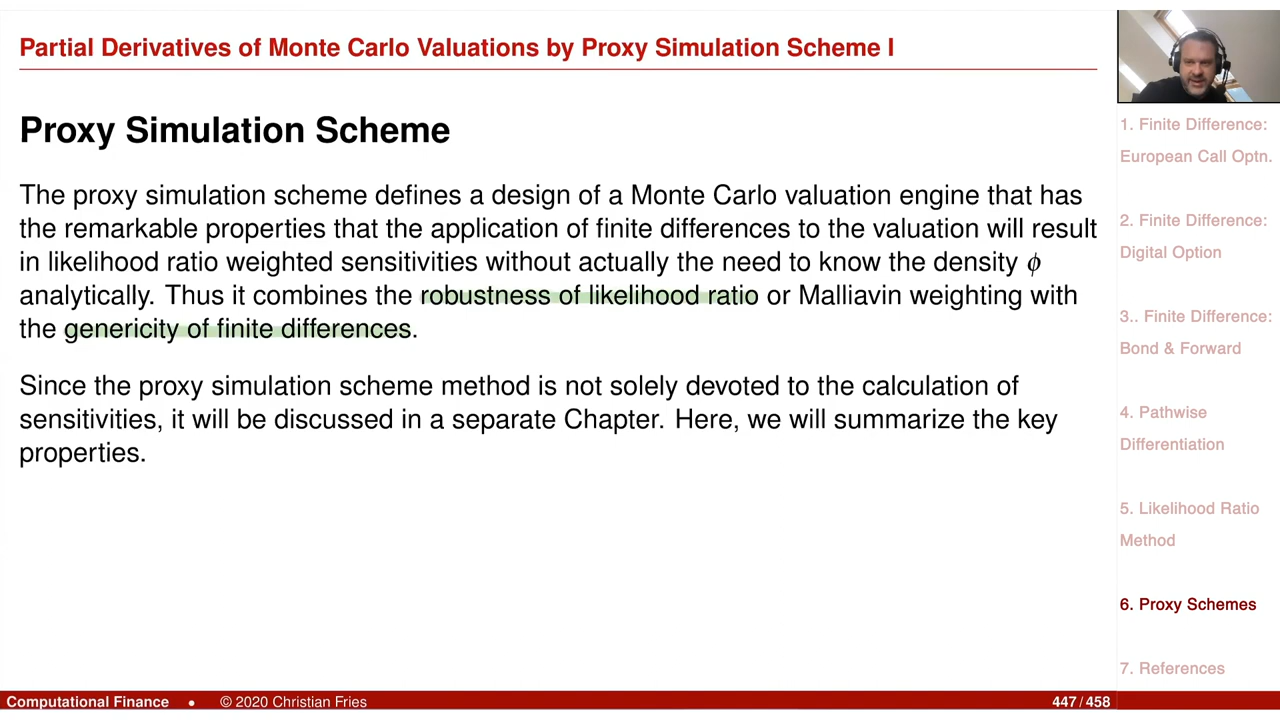 Partial Derivatives of Monte Carlo Valuations by Proxy Simulation Scheme I
Proxy Simulation Scheme
The proxy simulation scheme defines a design of a Monte Carlo valuation engine that has
the remarkable properties that the application of finite differences to the valuation will result
in likelihood ratio weighted sensitivities without actually the need to know the density ϕ
analytically. Thus it combines the robustness of likelihood ratio or Malliavin weighting with
the genericity of finite differences.
Since the proxy simulation scheme method is not solely devoted to the calculation of
sensitivities, it will be discussed in a separate Chapter. Here, we will summarize the key
properties.
1. Finite Difference:
European Call Optn.
2. Finite Difference:
Digital Option
3.. Finite Difference:
Bond & Forward
4. Pathwise
Differentiation
5. Likelihood Ratio
Method
6. Proxy Schemes
7. References
Computational Finance • © 2020 Christian Fries 447 / 458